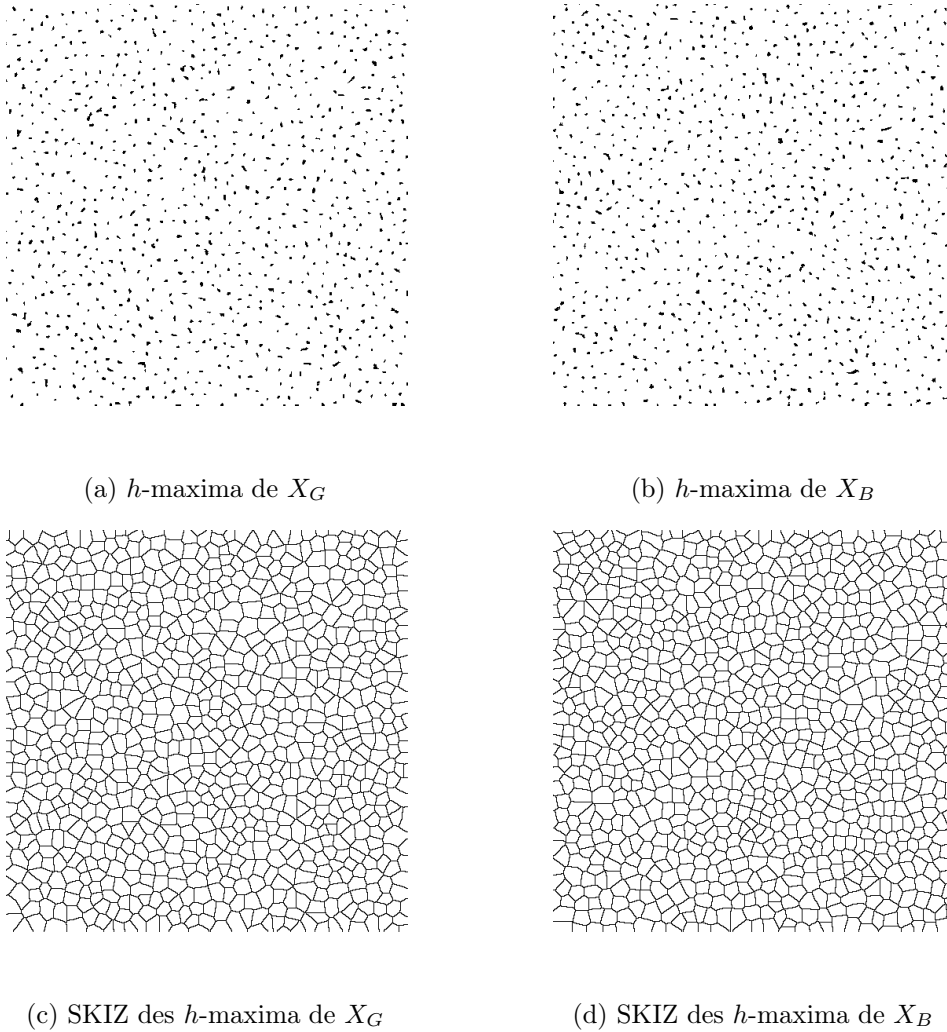 (a) h-maxima de X_G
(b) h-maxima de X_B
(c) SKIZ des h-maxima de X_G
(d) SKIZ des h-maxima de X_B